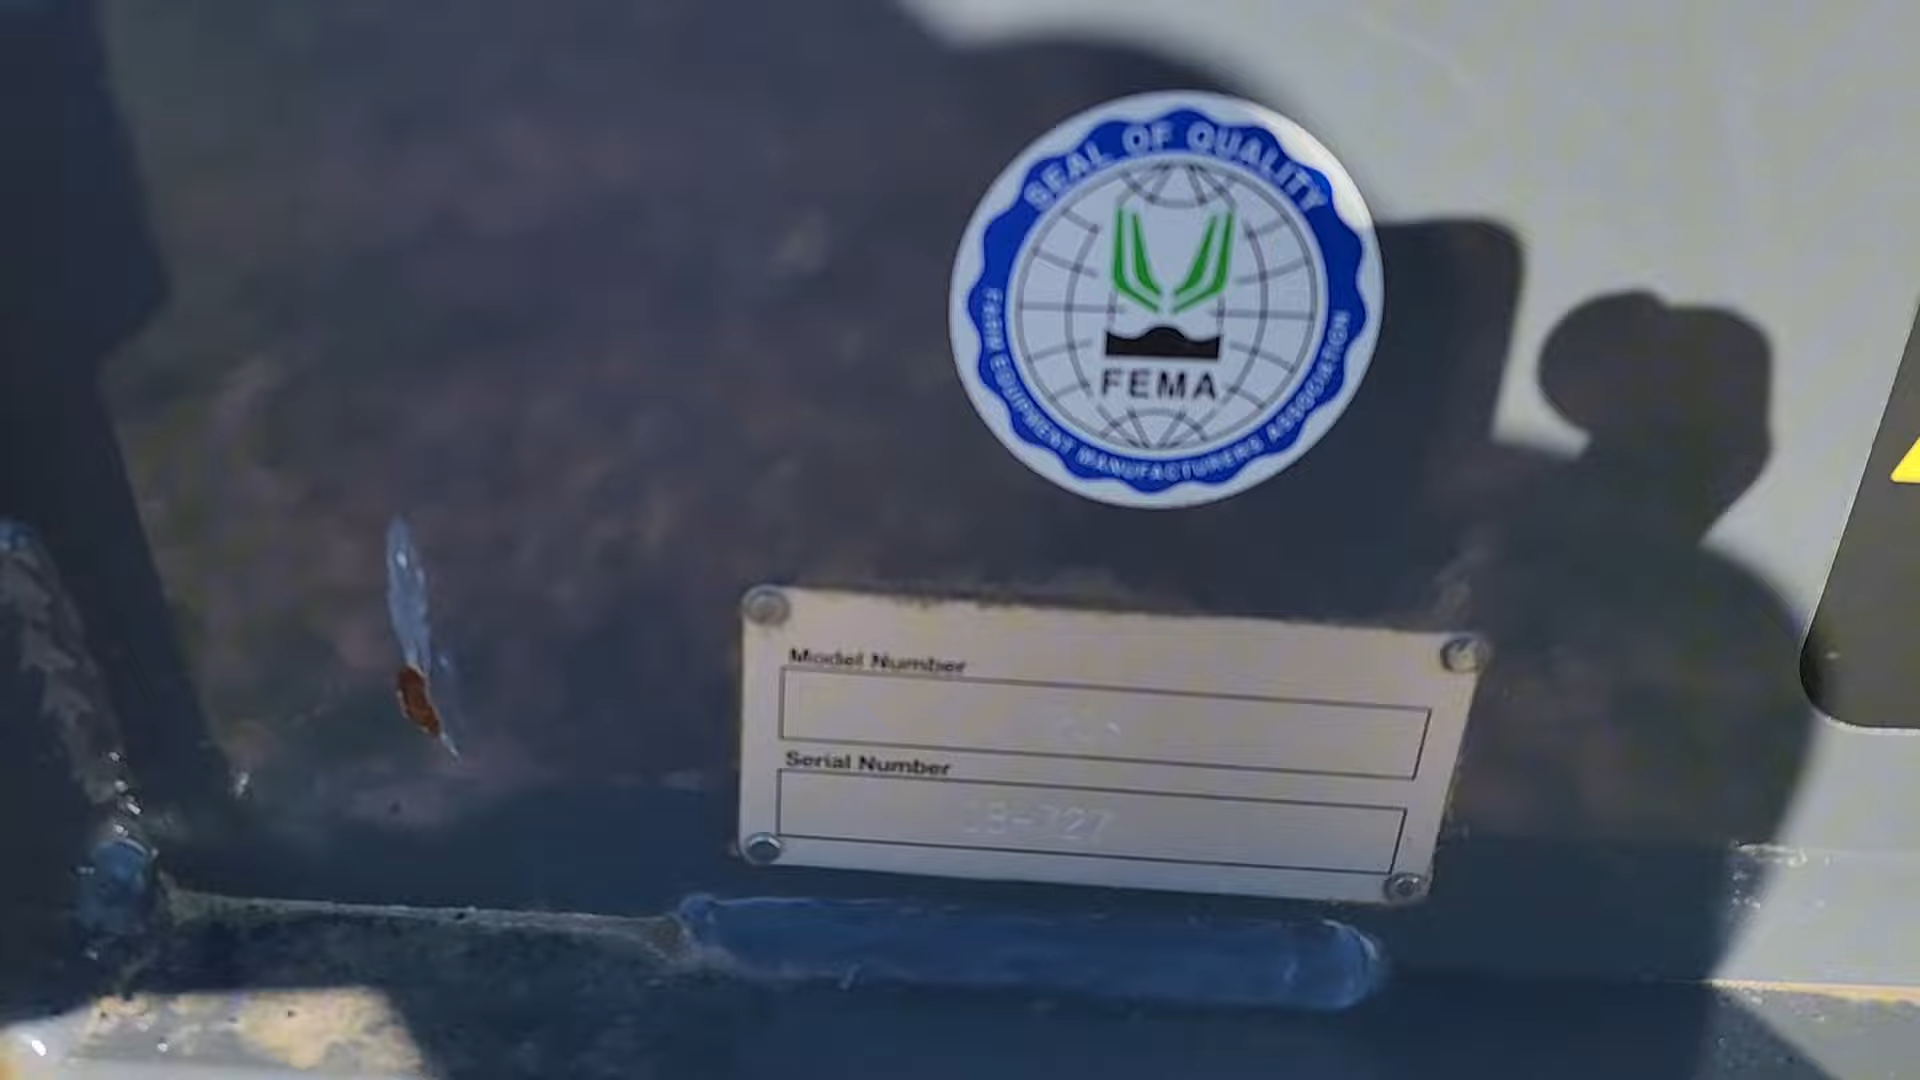 SEAL OF QUALITY
FEMA
FARM EQUIPMENT MANUFACTURERS ASSOCIATION
Model Number
Serial Number